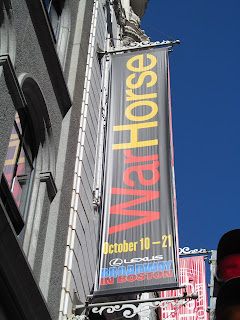 WarHorse
October 10 — 21
LEXUS
BROADWAY
IN BOSTON